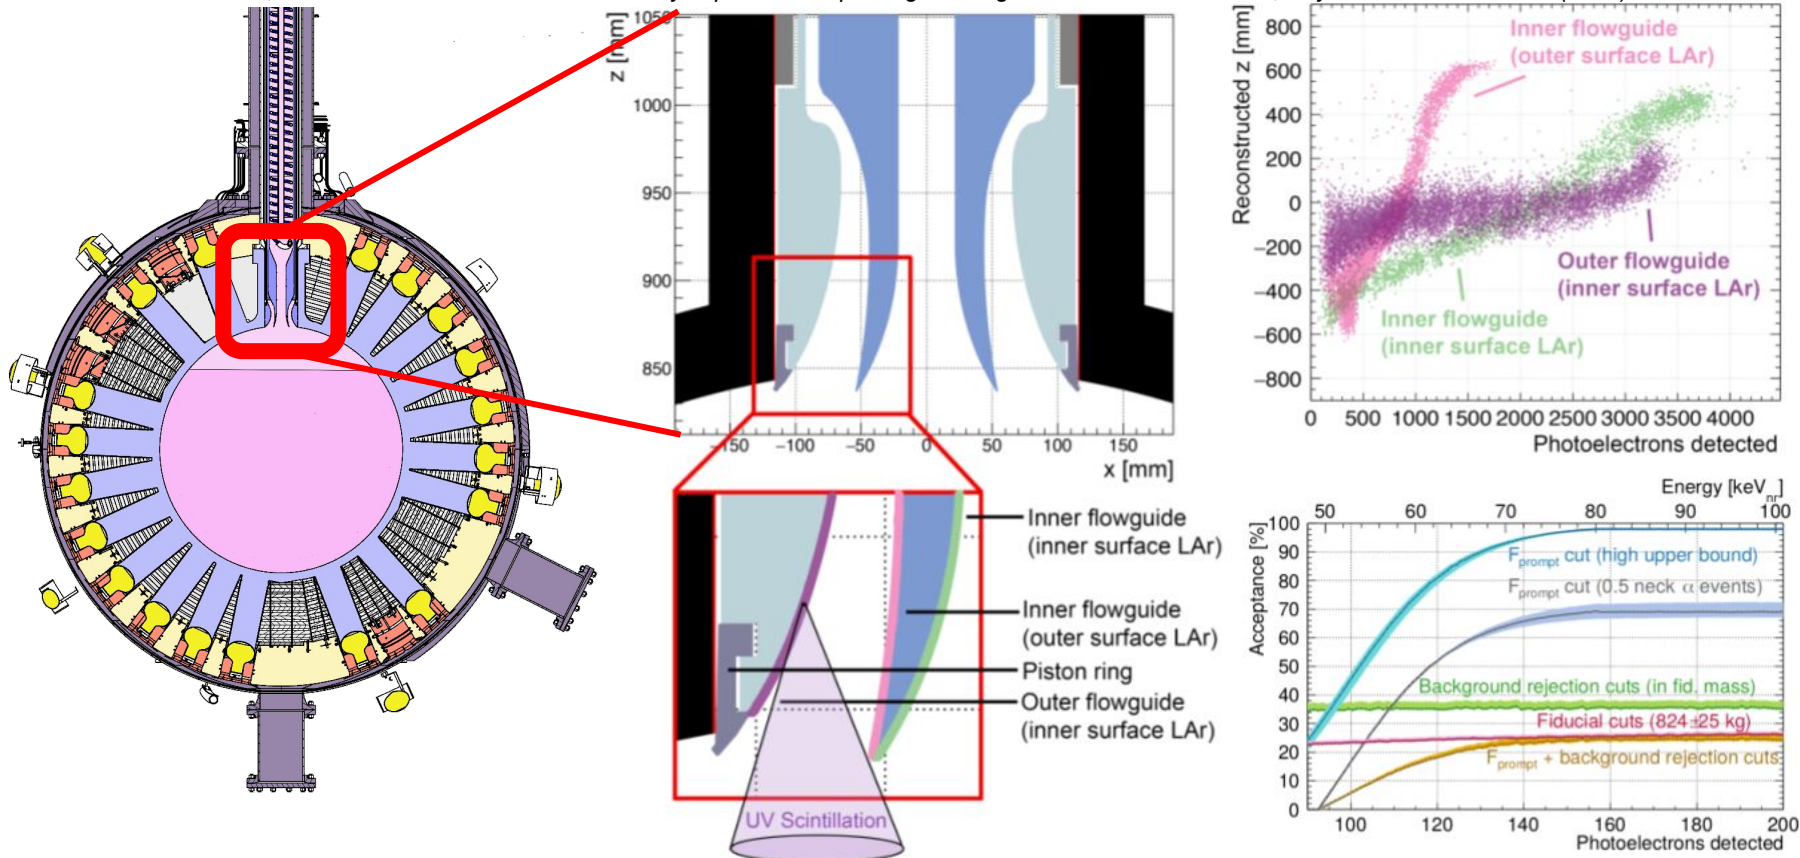 1050
1000
950
900
850
z [mm]
−150
−100
−50
0
50
100
150
x [mm]
Inner flowguide
(inner surface LAr)
Inner flowguide
(outer surface LAr)
Piston ring
Outer flowguide
(inner surface LAr)
UV Scintillation
Reconstructed z [mm]
800
600
400
200
0
−200
−400
−600
−800
Inner flowguide
(outer surface LAr)
Outer flowguide
(inner surface LAr)
Inner flowguide
(inner surface LAr)
0 500 1000 1500 2000 2500 3000 3500 4000
Photoelectrons detected
Energy [keVnr]
50 60 70 80 90 100
Acceptance [%]
100
90
80
70
60
50
40
30
20
10
0
Fprompt cut (high upper bound)
Fprompt cut (0.5 neck α events)
Background rejection cuts (in fid. mass)
Fiducial cuts (824±25 kg)
Fprompt + background rejection cuts
100 120 140 160 180 200
Photoelectrons detected